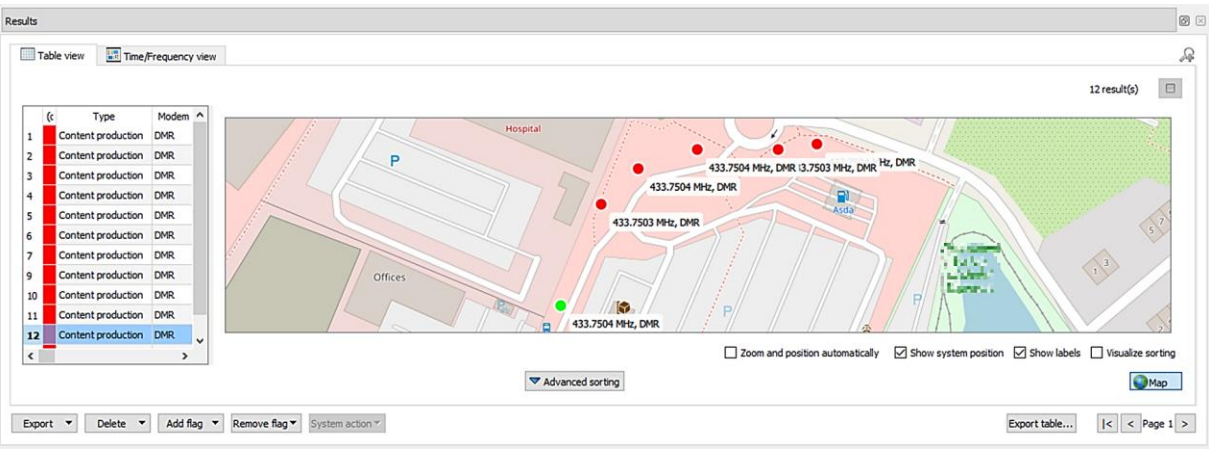 Results
Table view
Time/Frequency view
12 result(s)
Type Modem
1 Content production DMR
2 Content production DMR
3 Content production DMR
4 Content production DMR
5 Content production DMR
6 Content production DMR
7 Content production DMR
9 Content production DMR
10 Content production DMR
11 Content production DMR
12 Content production DMR
Hospital
P
433.7504 MHz, DMR
3.7503 MHz, DMR
Hz, DMR
433.7504 MHz, DMR
Asda
433.7503 MHz, DMR
5 7
Offices
1 3
P
P
433.7504 MHz, DMR
Zoom and position automatically Show system position Show labels Visualize sorting
Advanced sorting
Map
Export Delete Add flag Remove flag System action
Export table... |< < Page 1 >